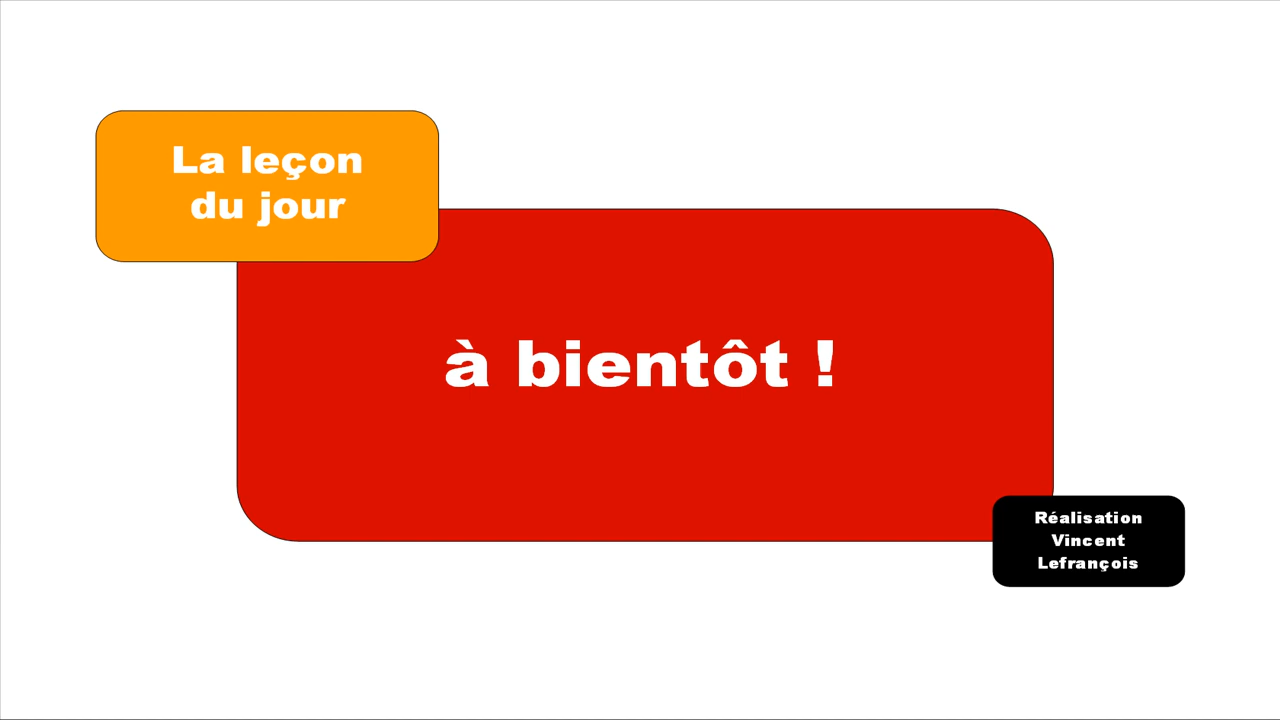 La leçon
du jour
à bientôt !
Réalisation
Vincent
Lefrançois